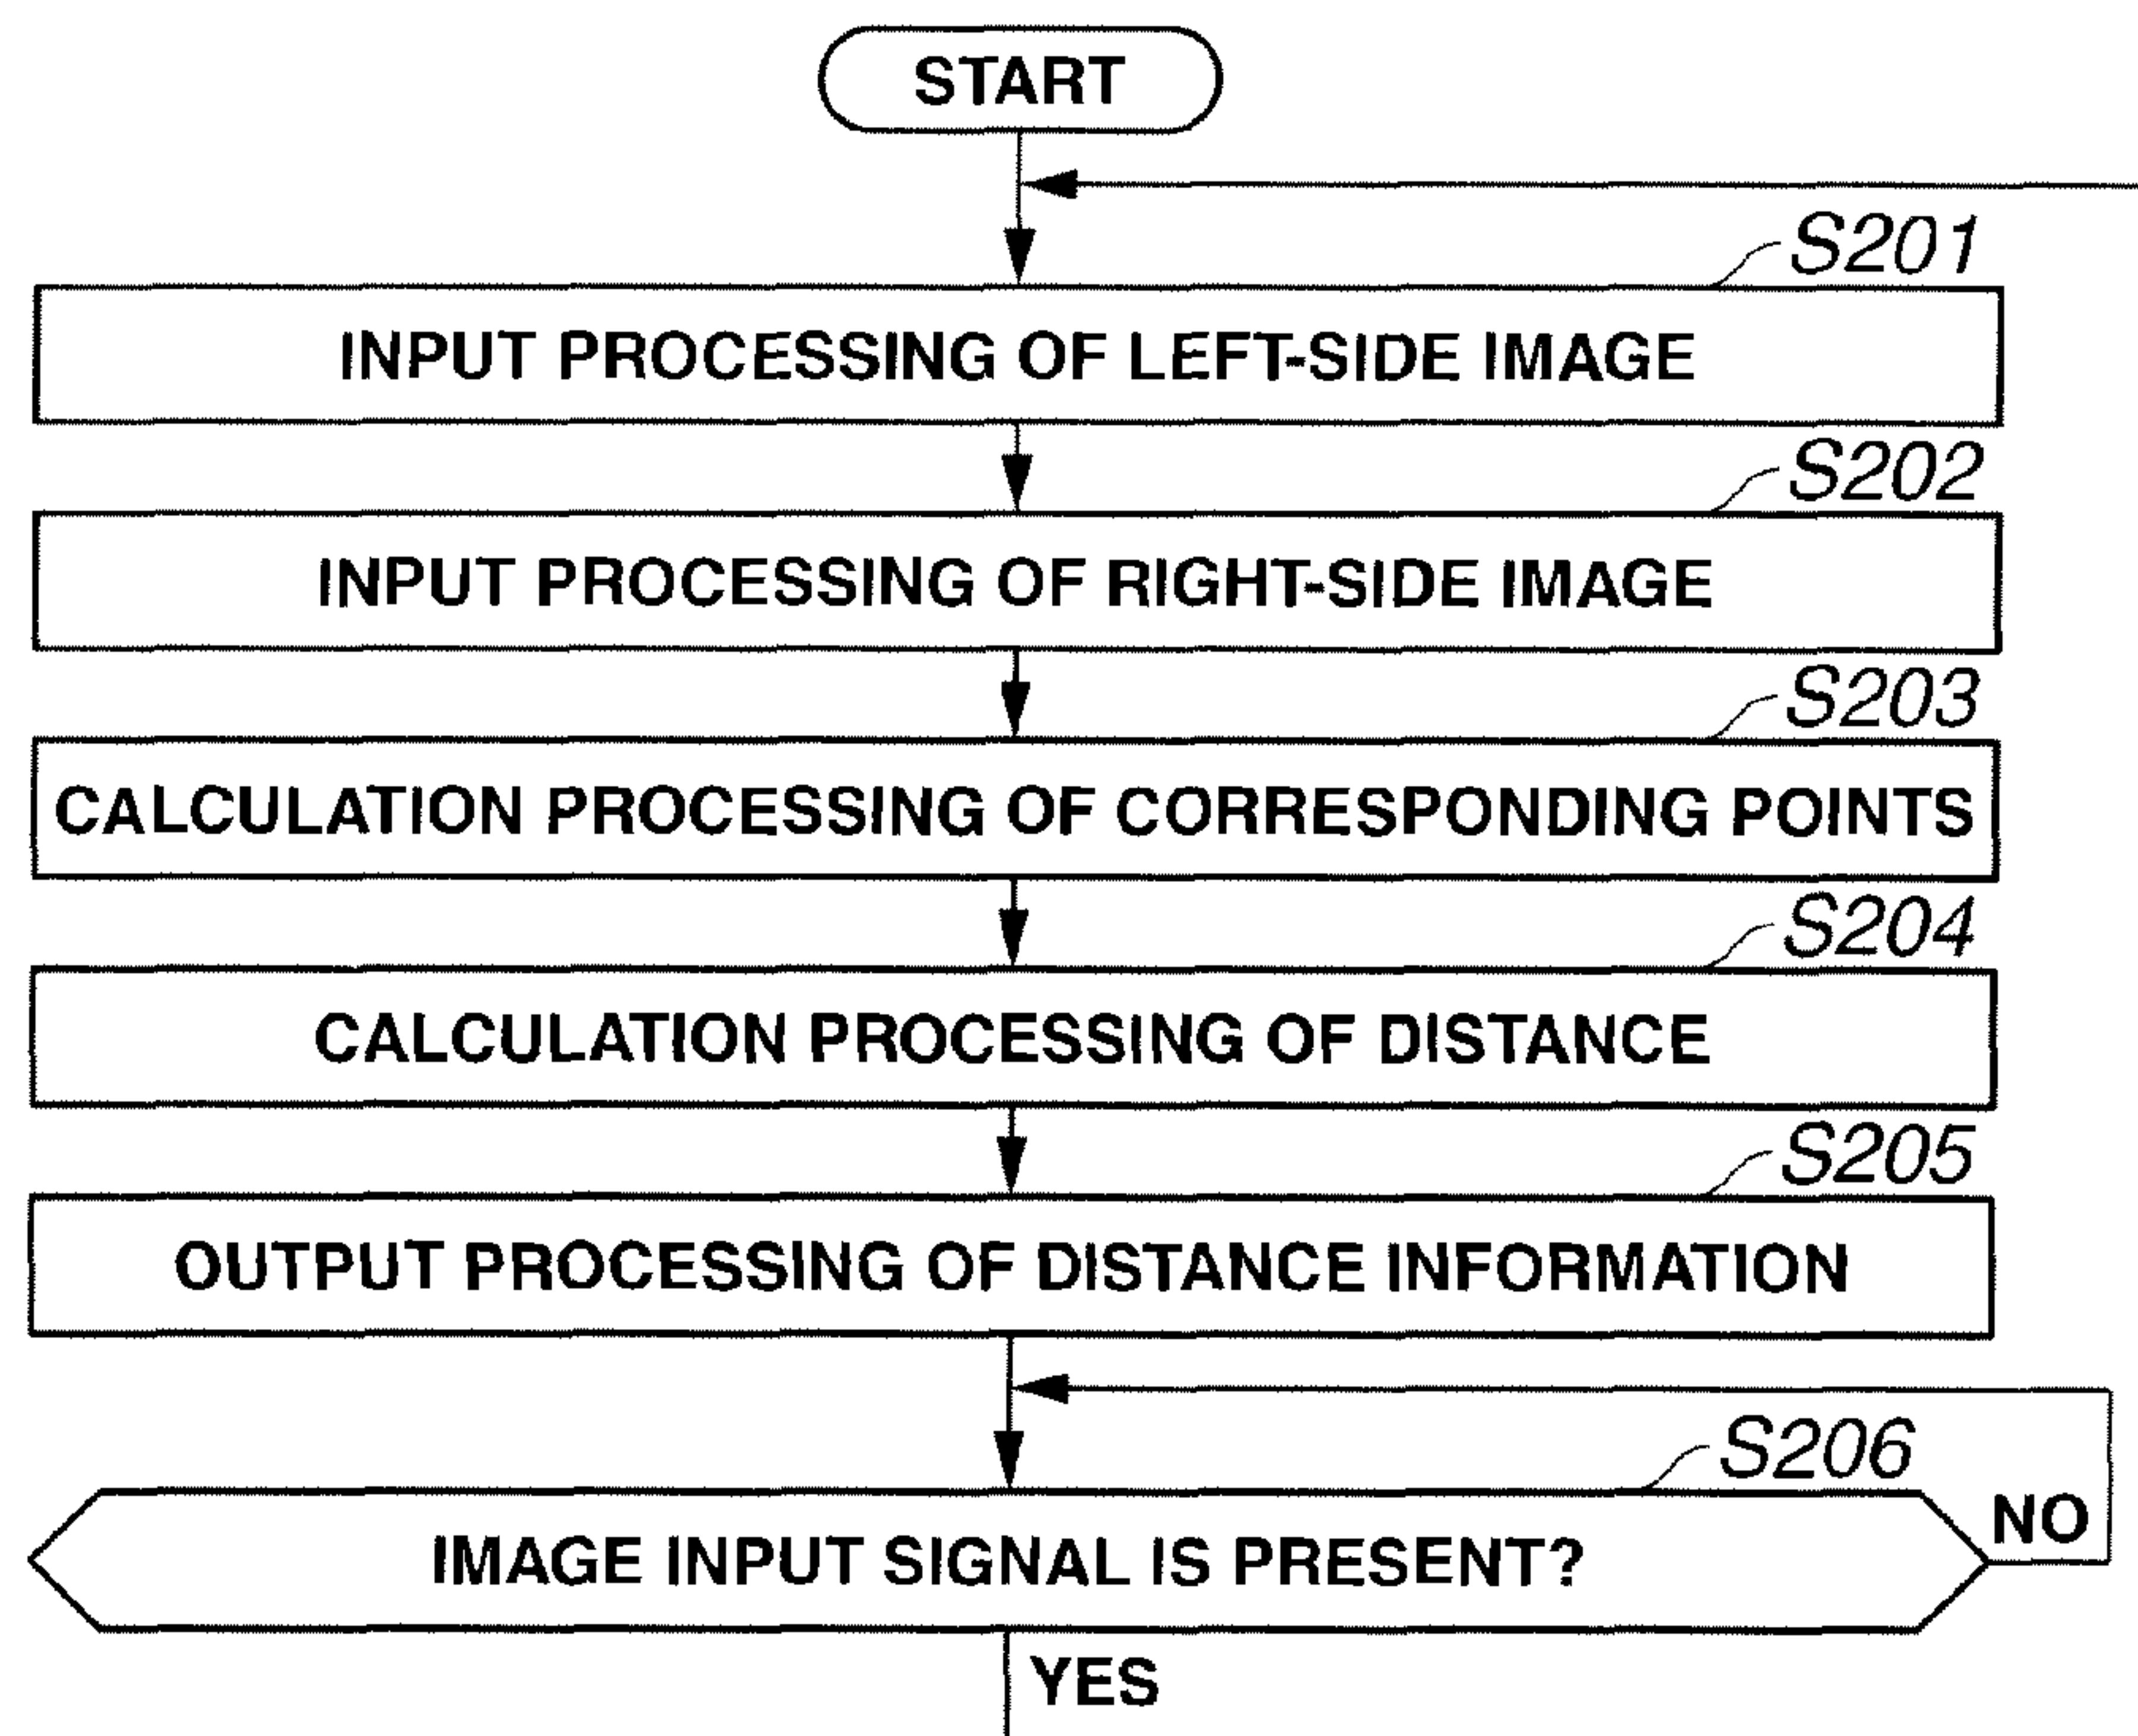 START
S201
INPUT PROCESSING OF LEFT-SIDE IMAGE
S202
INPUT PROCESSING OF RIGHT-SIDE IMAGE
S203
CALCULATION PROCESSING OF CORRESPONDING POINTS
S204
CALCULATION PROCESSING OF DISTANCE
S205
OUTPUT PROCESSING OF DISTANCE INFORMATION
S206
IMAGE INPUT SIGNAL IS PRESENT?
NO
YES